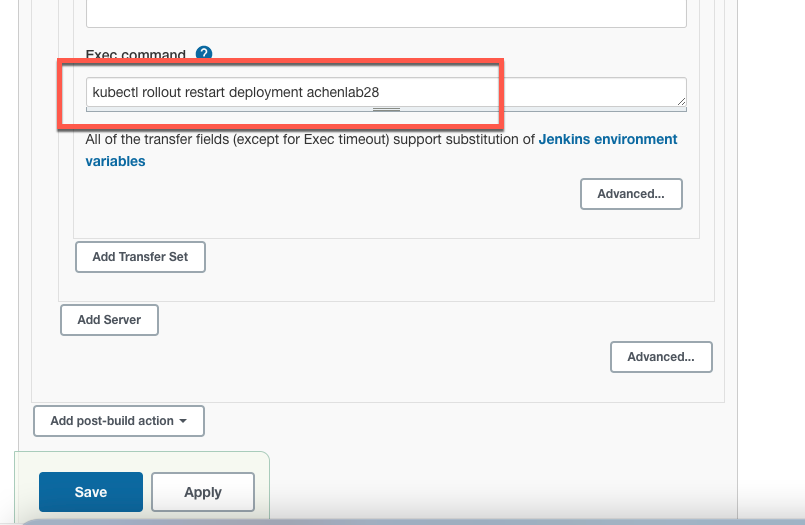 Exec command ?
kubectl rollout restart deployment achenlab28
All of the transfer fields (except for Exec timeout) support substitution of Jenkins environment
variables
Advanced...
Add Transfer Set
Add Server
Advanced...
Add post-build action
Save Apply